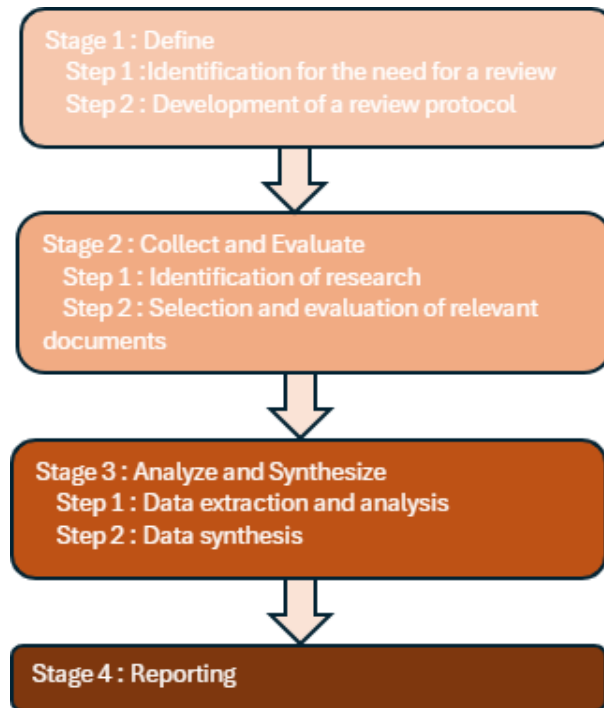 Stage 1 : Define
Step 1 :Identification for the need for a review
Step 2 : Development of a review protocol
Stage 2 : Collect and Evaluate
Step 1 : Identification of research
Step 2 : Selection and evaluation of relevant
documents
Stage 3 : Analyze and Synthesize
Step 1 : Data extraction and analysis
Step 2 : Data synthesis
Stage 4 : Reporting